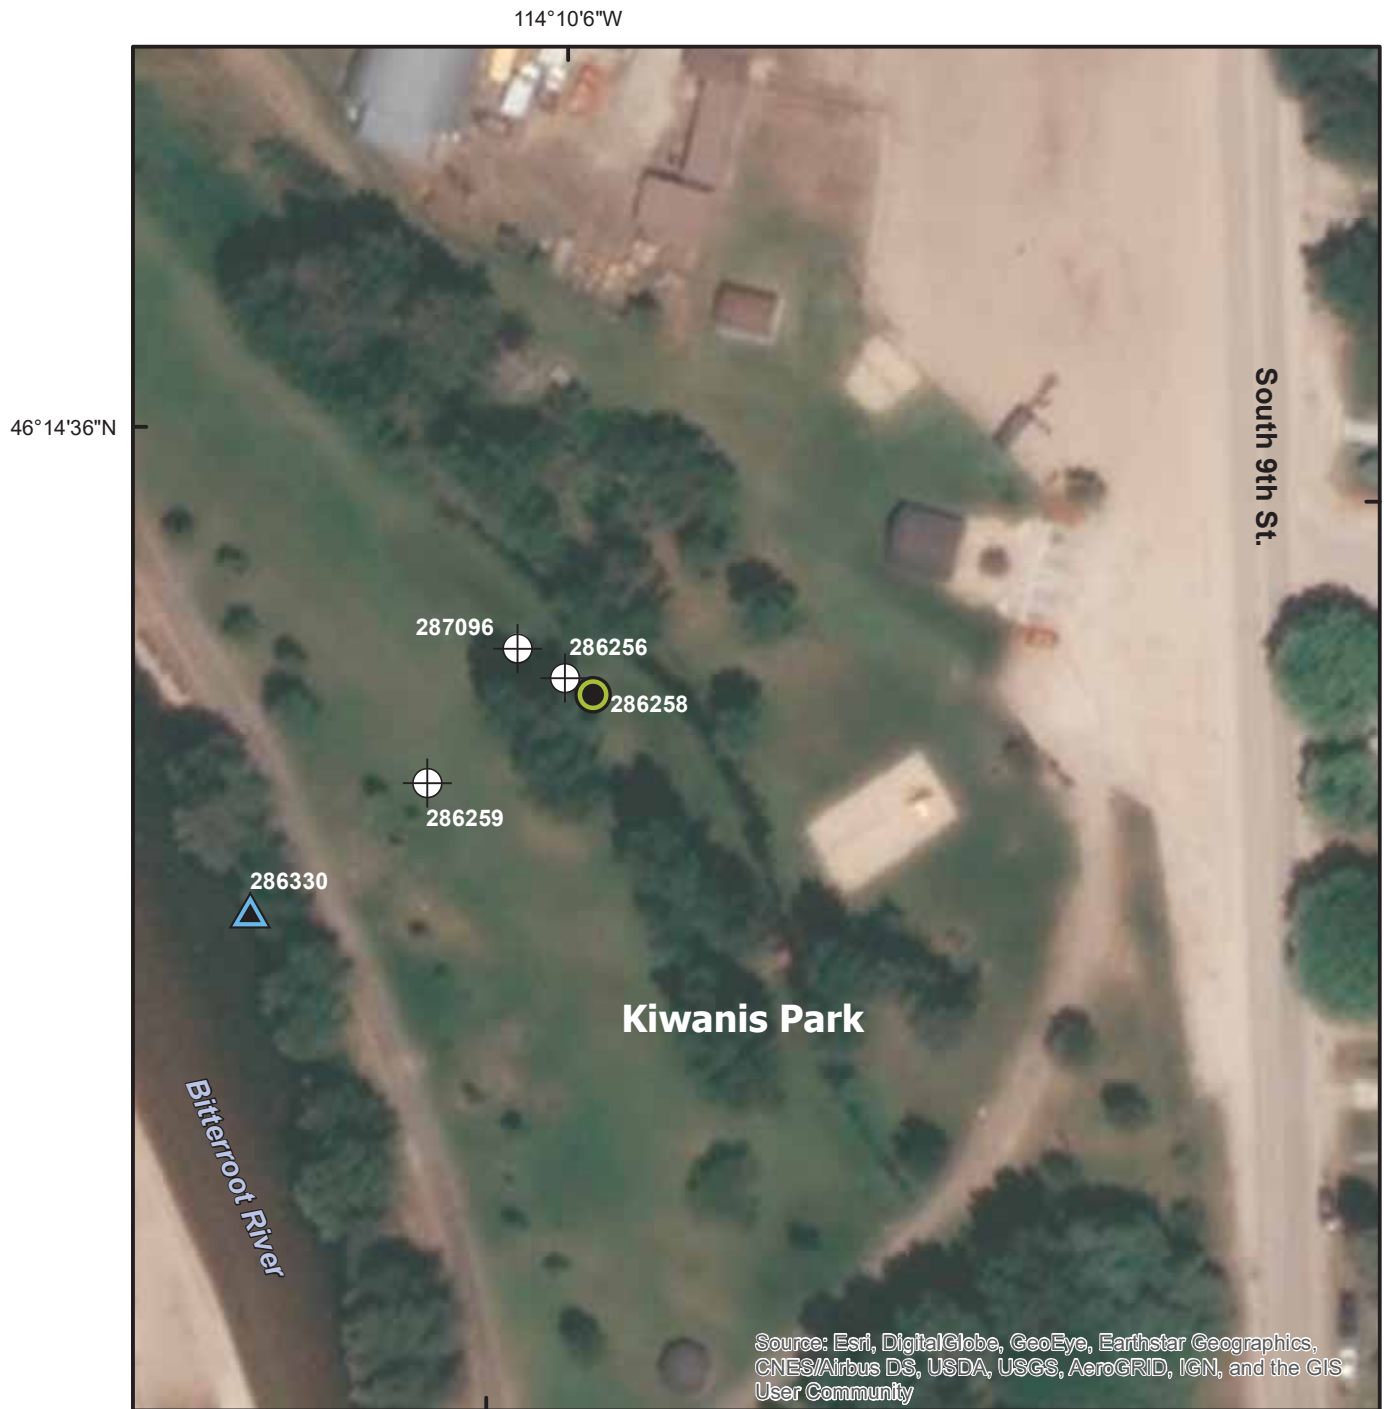 114°10'6"W
46°14'36"N
South 9th St.
287096
286256
286258
286259
286330
Kiwanis Park
Bitterroot River
Source: Esri, DigitalGlobe, GeoEye, Earthstar Geographics,
CNES/Airbus DS, USDA, USGS, AeroGRID, IGN, and the GIS
User Community